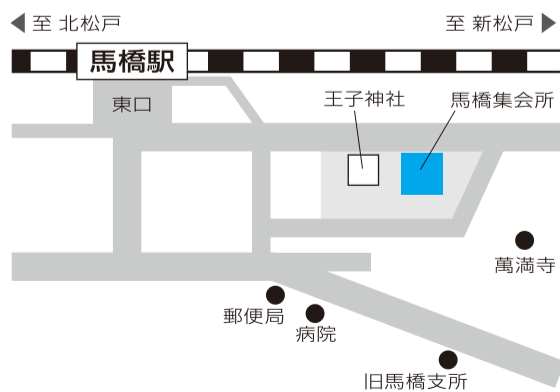 至 北松戸
至 新松戸
馬橋駅
東口
王子神社
馬橋集会所
萬満寺
郵便局
病院
旧馬橋支所